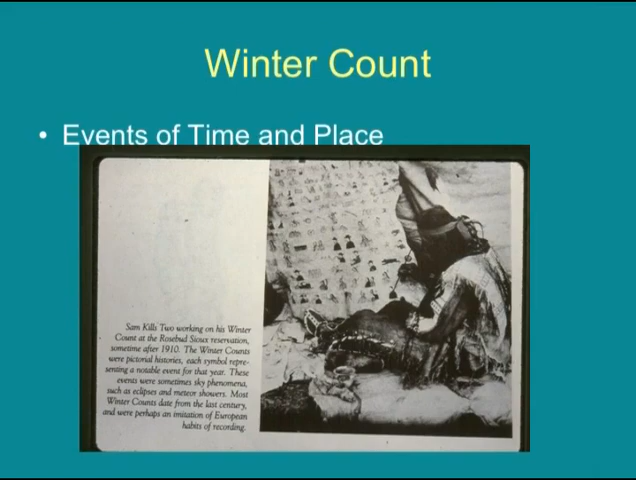 Winter Count
• Events of Time and Place
Sam Kills Two working on his Winter
Count at the Rosebud Sioux reservation,
sometime after 1910. The Winter Counts
were pictorial histories, each symbol repre-
senting a notable event for that year. These
events were sometimes sky phenomena,
such as eclipses and meteor showers. Most
Winter Counts date from the last century,
and were perhaps an imitation of European
habits of recording.